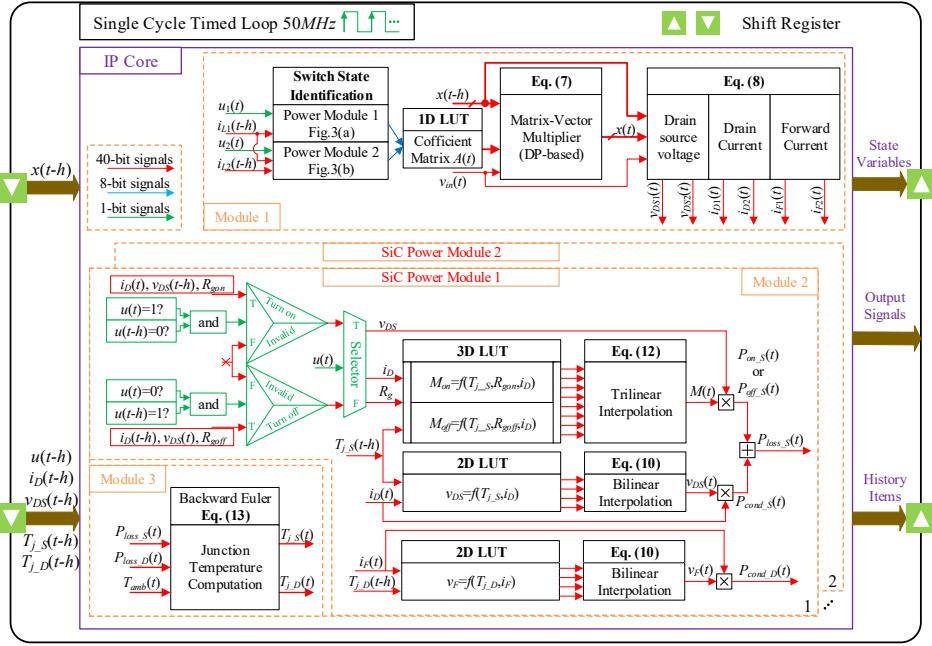 Single Cycle Timed Loop 50MHz
Shift Register
IP Core
x(t-h)
40-bit signals
8-bit signals
1-bit signals
u1(t)
iL1(t-h)
u2(t)
iL2(t-h)
Switch State
Identification
Power Module 1
Fig.3(a)
Power Module 2
Fig.3(b)
1D LUT
Cofficient
Matrix A(t)
x(t-h)
vin(t)
Eq. (7)
Matrix-Vector
Multiplier
(DP-based)
x(t)
Eq. (8)
Drain
source
voltage
Drain
Current
Forward
Current
vDS1(t)
vDS2(t)
iD1(t)
iD2(t)
iF1(t)
iF2(t)
Module 1
State
Variables
Output
Signals
History
Items
SiC Power Module 2
SiC Power Module 1
Module 2
iD(t), vDS(t-h), Rgon
u(t)=1?
u(t-h)=0?
and
T
Turn on
Invalid
F
u(t)=0?
u(t-h)=1?
and
F
Invalid
Turn off
T
iD(t-h), vDS(t), Rgoff
u(t)
T
Selector
F
vDS
iD
Rg
3D LUT
Mon=f(Tj_S,Rgon,iD)
Moff=f(Tj_S,Rgoff,iD)
Eq. (12)
Trilinear
Interpolation
M(t)
Pon_S(t)
or
Poff_S(t)
Tj_S(t-h)
iD(t)
2D LUT
vDS=f(Tj_S,iD)
Eq. (10)
Bilinear
Interpolation
vDS(t)
Pcond_S(t)
Ploss_S(t)
iF(t)
Tj_D(t-h)
2D LUT
vF=f(Tj_D,iF)
Eq. (10)
Bilinear
Interpolation
vF(t)
Pcond_D(t)
1
2
u(t-h)
iD(t-h)
vDS(t-h)
Tj_S(t-h)
Tj_D(t-h)
Module 3
Ploss_S(t)
Ploss_D(t)
Tamb(t)
Backward Euler
Eq. (13)
Junction
Temperature
Computation
Tj_S(t)
Tj_D(t)